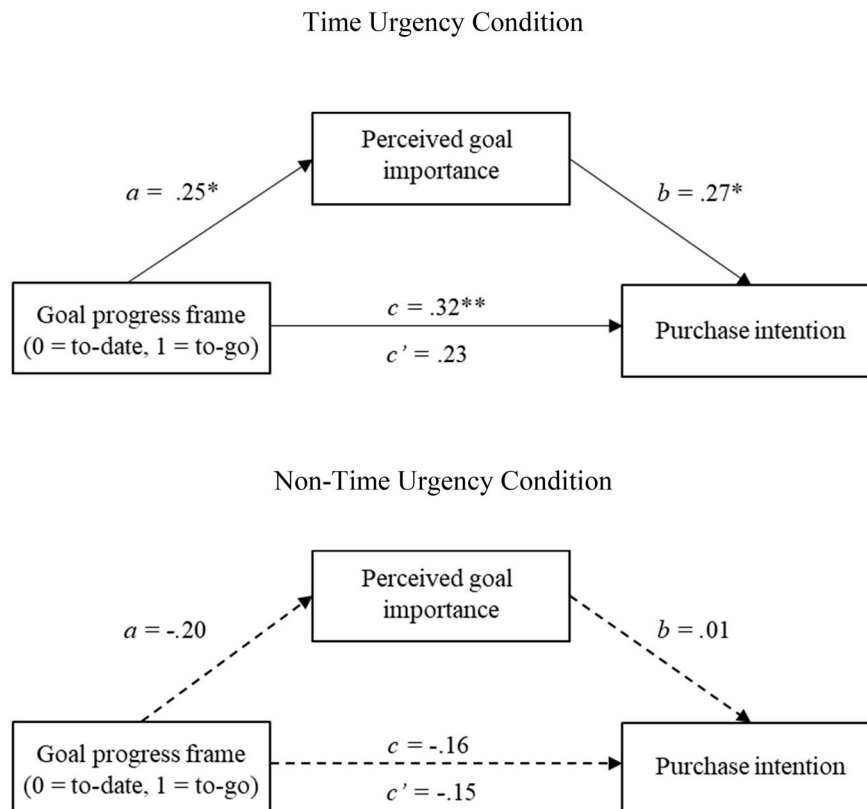 Time Urgency Condition
Perceived goal
importance
a = .25*
b = .27*
Goal progress frame
(0 = to-date, 1 = to-go)
c = .32**
c’ = .23
Purchase intention
Non-Time Urgency Condition
Perceived goal
importance
a = -.20
b = .01
Goal progress frame
(0 = to-date, 1 = to-go)
c = -.16
c’ = -.15
Purchase intention